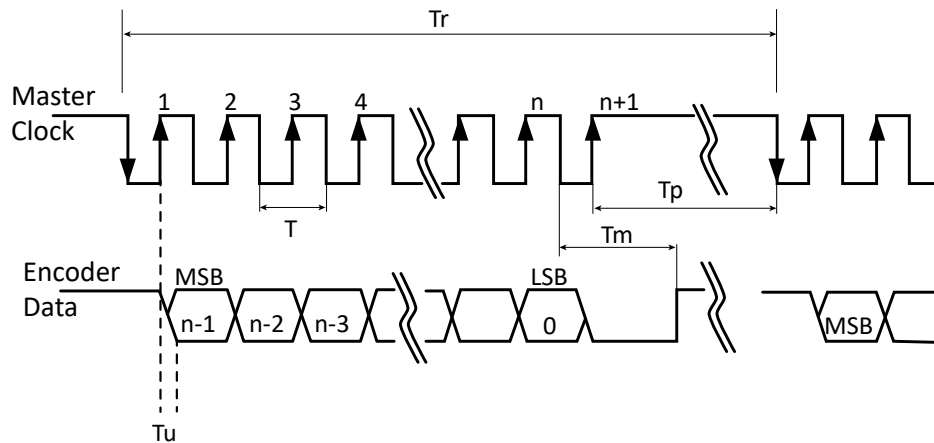 Tr
Master
Clock
1 2 3 4 n n+1
T
Tp
Tm
Encoder
Data
MSB LSB
n-1 n-2 n-3 0 MSB
Tu